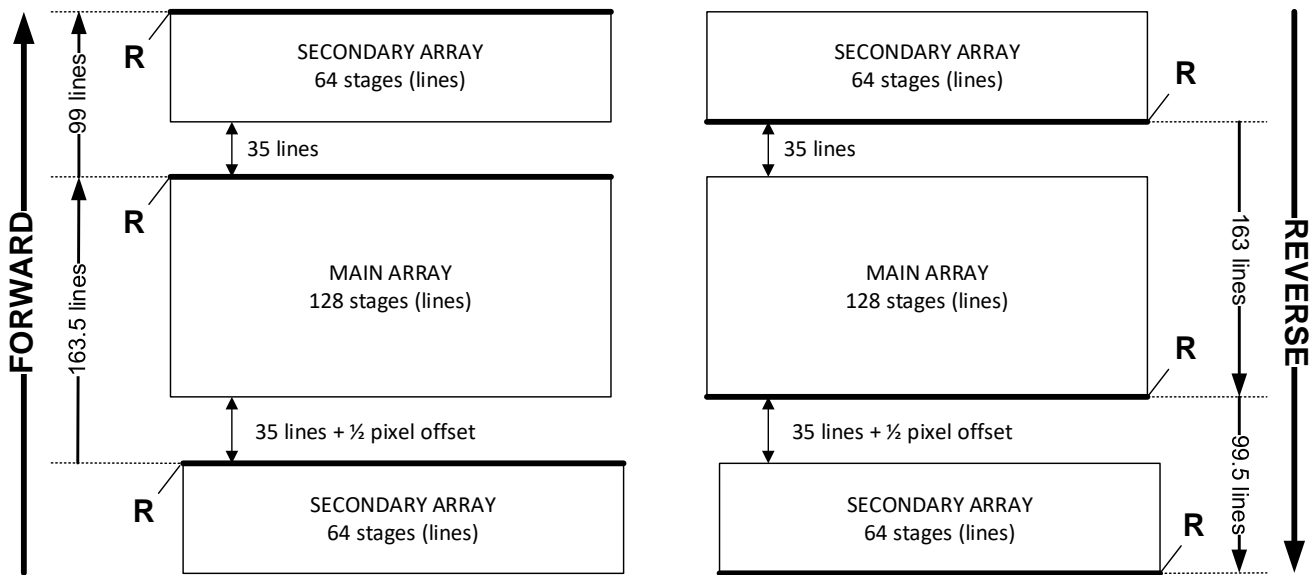 FORWARD
99 lines
163.5 lines
R
SECONDARY ARRAY
64 stages (lines)
35 lines
R
MAIN ARRAY
128 stages (lines)
35 lines + ½ pixel offset
R
SECONDARY ARRAY
64 stages (lines)
SECONDARY ARRAY
64 stages (lines)
R
35 lines
MAIN ARRAY
128 stages (lines)
R
35 lines + ½ pixel offset
SECONDARY ARRAY
64 stages (lines)
R
163 lines
99.5 lines
REVERSE